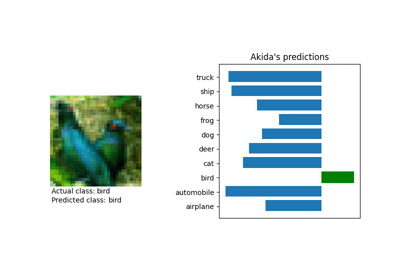 Akida's predictions
truck
ship
horse
frog
dog
deer
cat
bird
automobile
airplane
Actual class: bird
Predicted class: bird